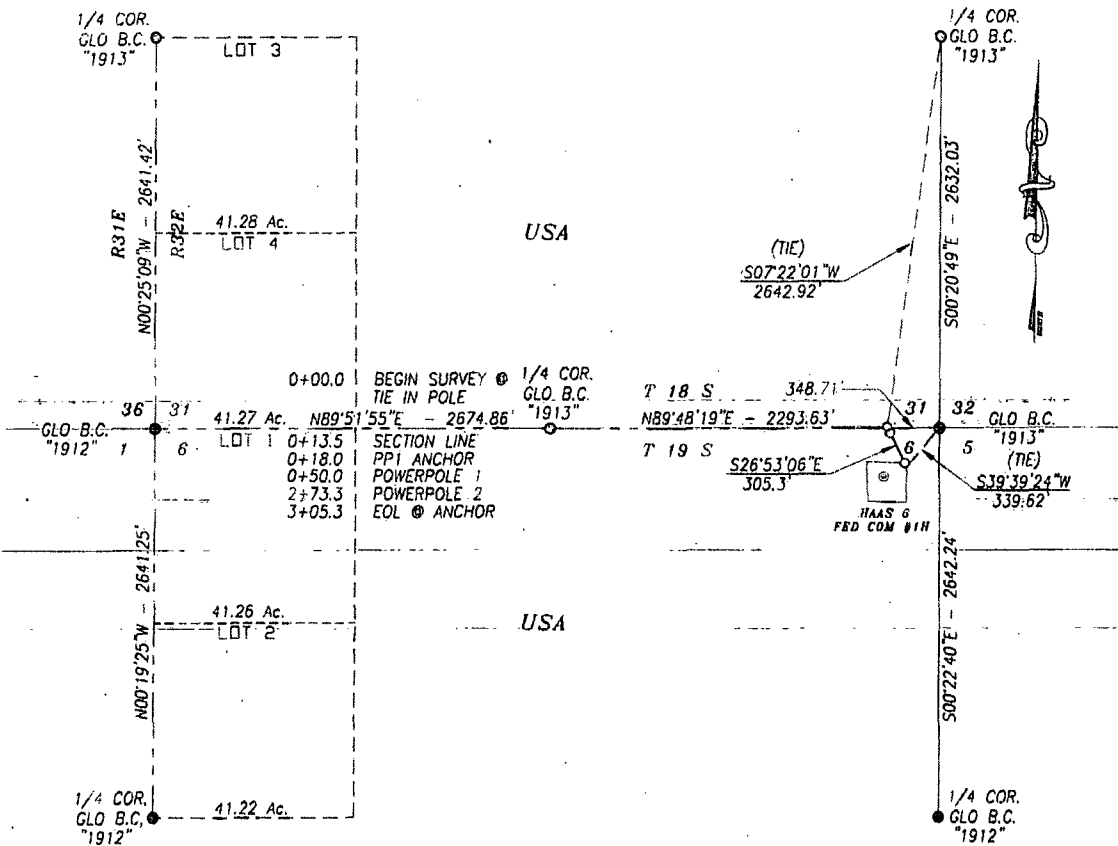 1/4 COR.
GLO B.C.
"1913"
LOT 3
1/4 COR.
GLO B.C.
"1913"
N00°25'09"W - 2641.42'
R31E
R32E
41.28 Ac.
LOT 4
USA
(TIE)
S07°22'01"W
2642.92'
S00°20'49"E - 2632.03'
0+00.0 BEGIN SURVEY @
TIE IN POLE
1/4 COR.
GLO B.C.
"1913"
T 18 S
348.71'
36 31
41.27 Ac.
N89°51'55"E - 2674.86'
N89°48'19"E - 2293.63'
31 32
GLO B.C.
"1912"
1 6
LOT 1
0+13.5 SECTION LINE
0+18.0 PP1 ANCHOR
0+50.0 POWERPOLE 1
2+73.3 POWERPOLE 2
3+05.3 EOL @ ANCHOR
T 19 S
6 5
GLO B.C.
"1913"
(TIE)
S39°39'24"W
339.62'
S26°53'06"E
305.3'
HAAS 6
FED COM #1H
N00°19'25"W - 2641.25'
41.26 Ac.
LOT 2
USA
S00°22'40"E - 2642.24'
1/4 COR.
GLO B.C.
"1912"
41.22 Ac.
1/4 COR.
GLO B.C.
"1912"